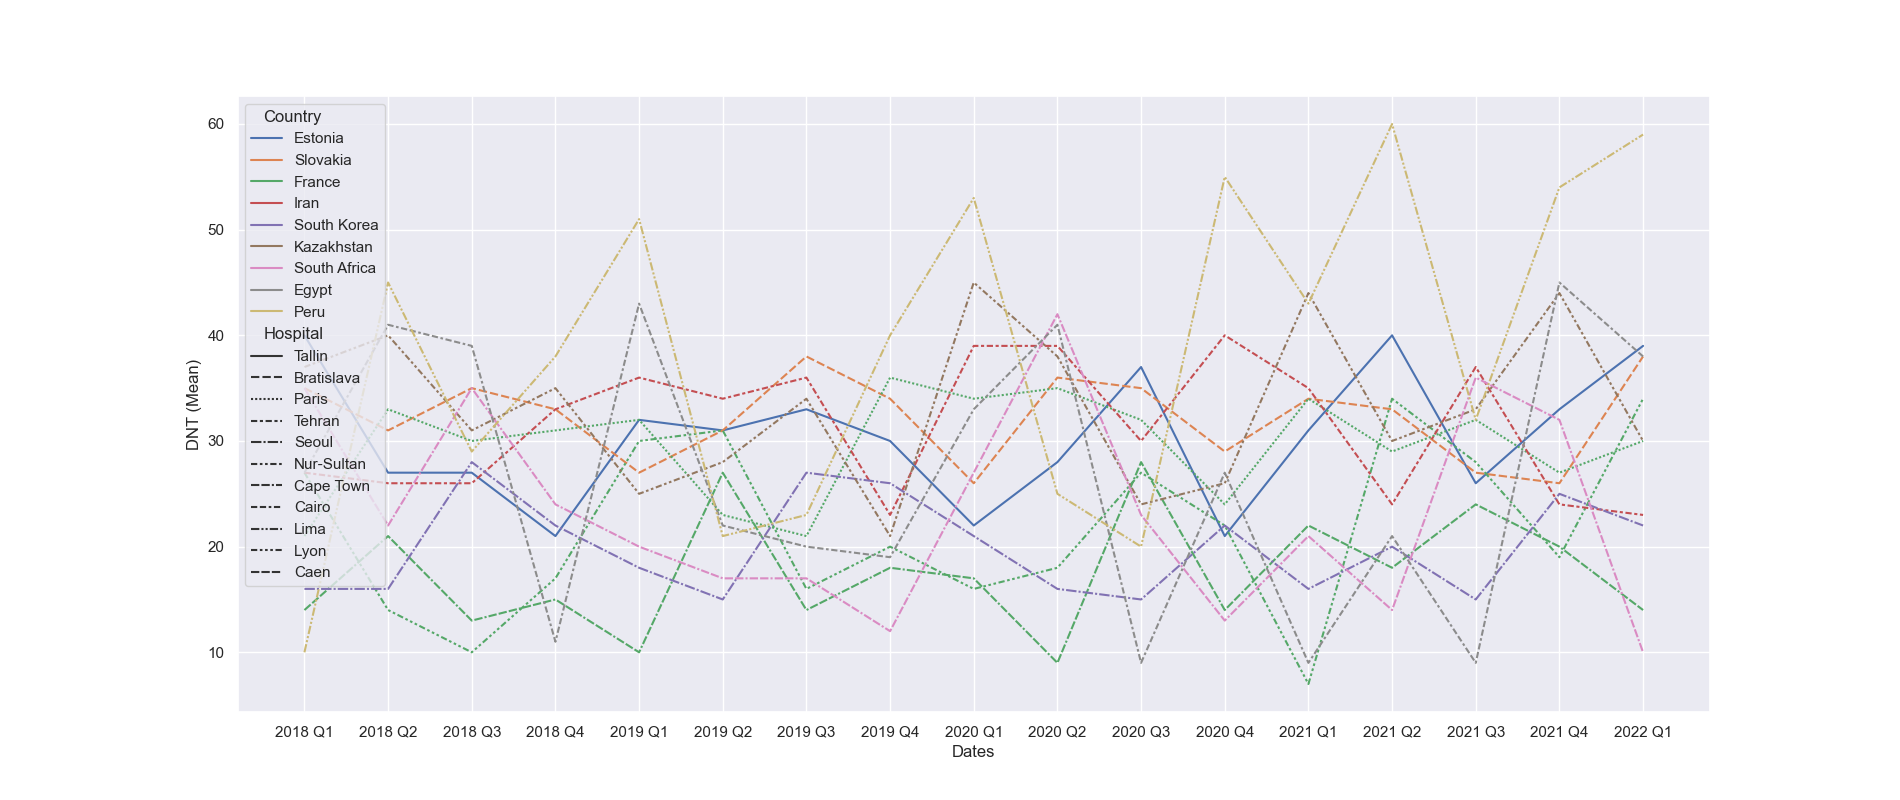 Country
Estonia
Slovakia
France
Iran
South Korea
Kazakhstan
South Africa
Egypt
Peru
Hospital
Tallin
Bratislava
Paris
Tehran
Seoul
Nur-Sultan
Cape Town
Cairo
Lima
Lyon
Caen
60
50
40
30
20
10
DNT (Mean)
2018 Q1 2018 Q2 2018 Q3 2018 Q4 2019 Q1 2019 Q2 2019 Q3 2019 Q4 2020 Q1 2020 Q2 2020 Q3 2020 Q4 2021 Q1 2021 Q2 2021 Q3 2021 Q4 2022 Q1
Dates